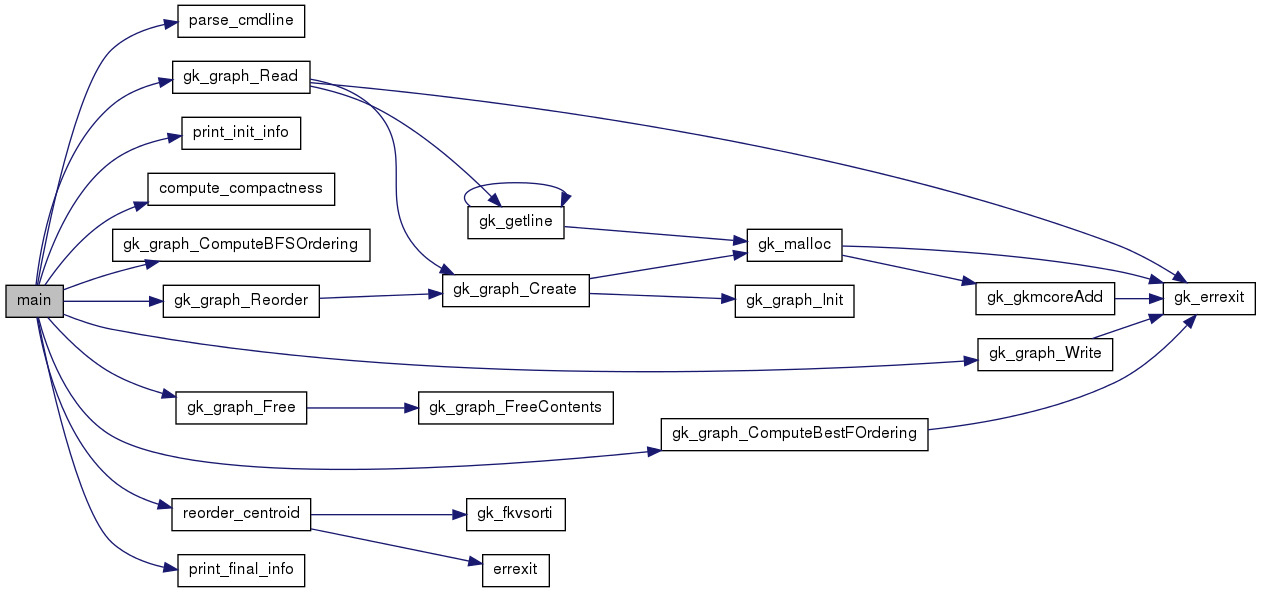 parse_cmdline
gk_graph_Read
print_init_info
compute_compactness
gk_getline
gk_graph_ComputeBFSOrdering
gk_malloc
main
gk_graph_Reorder
gk_graph_Create
gk_graph_Init
gk_gkmcoreAdd
gk_errexit
gk_graph_Write
gk_graph_Free
gk_graph_FreeContents
gk_graph_ComputeBestFOrdering
reorder_centroid
gk_fkvsorti
print_final_info
errexit